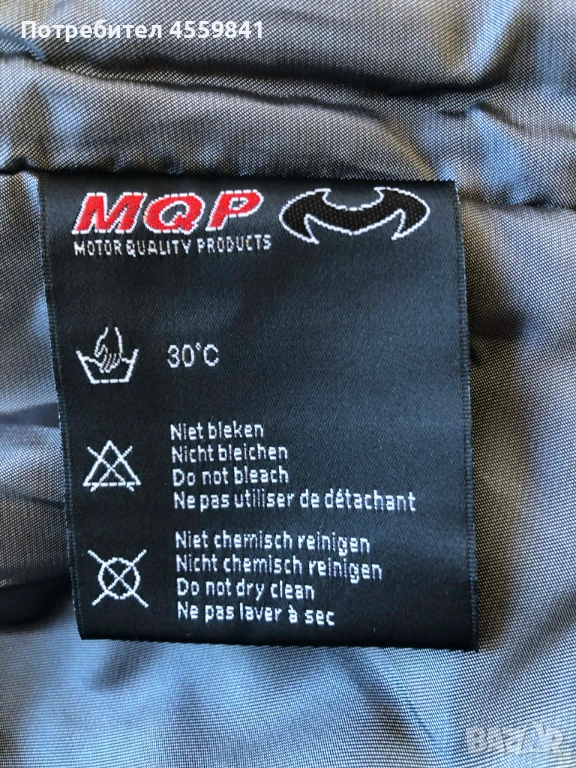 Потребител 4559841
MQP
MOTOR QUALITY PRODUCTS
30°C
Niet bleken
Nicht bleichen
Do not bleach
Ne pas utiliser de détachant
Niet chemisch reinigen
Nicht chemisch reinigen
Do not dry clean
Ne pas laver à sec
BAZAR